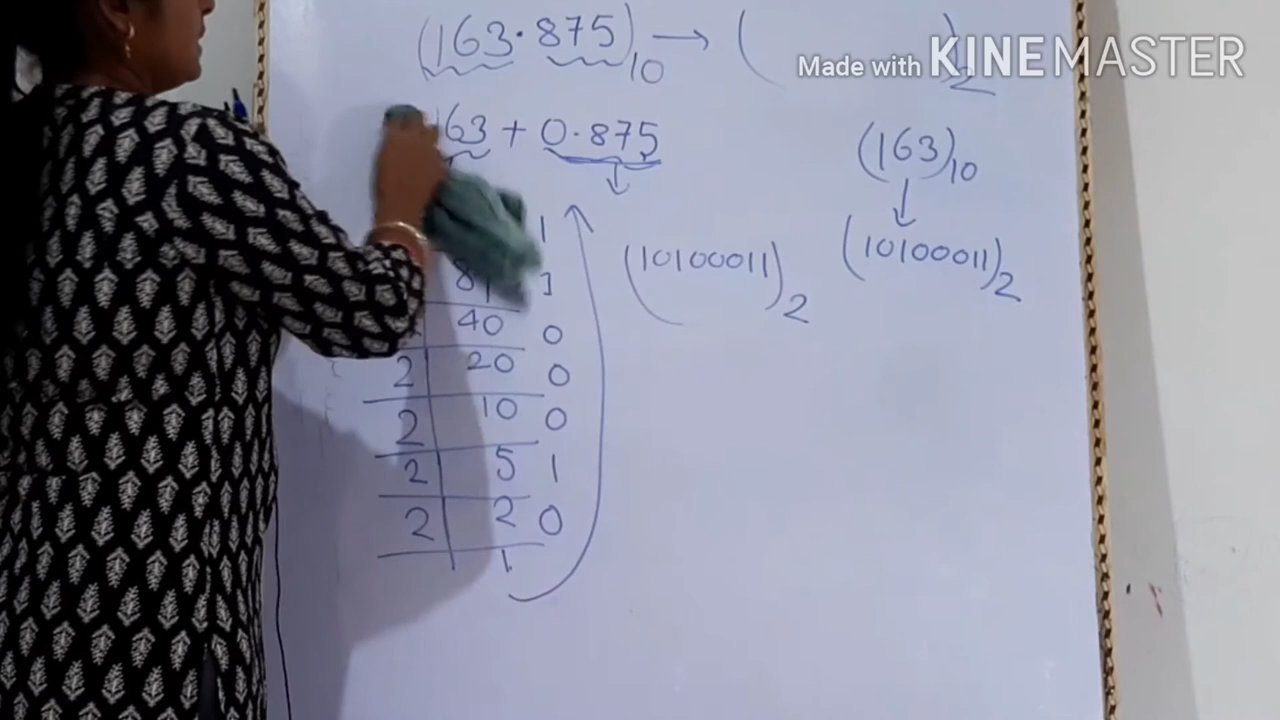 (163.875)10 → ( )2
Made with KINEMASTER
163 + 0.875
(163)10
1
(10100011)2
(10100011)2
81 1
40 0
2 20 0
2 10 0
2 5 1
2 2 0
1